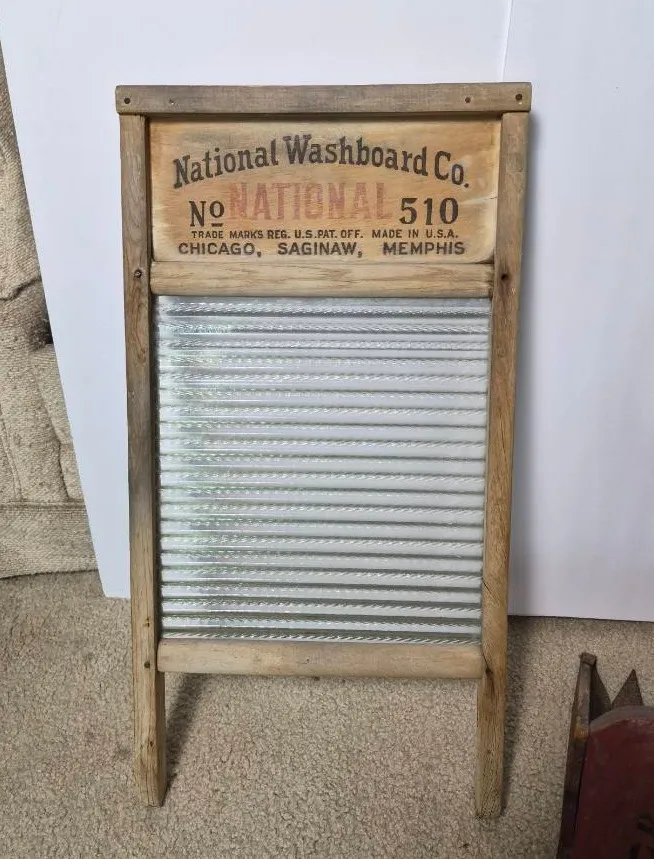 National Washboard Co.
No NATIONAL 510
TRADE MARKS REG. U.S. PAT. OFF. MADE IN U.S.A.
CHICAGO, SAGINAW, MEMPHIS